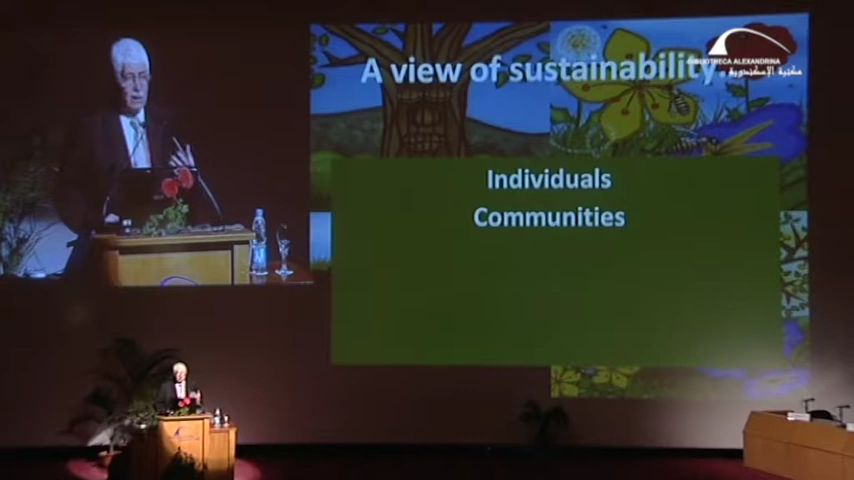 A view of sustainability.
BIBLIOTHECA ALEXANDRINA
مكتبة الإسكندرية
Individuals
Communities